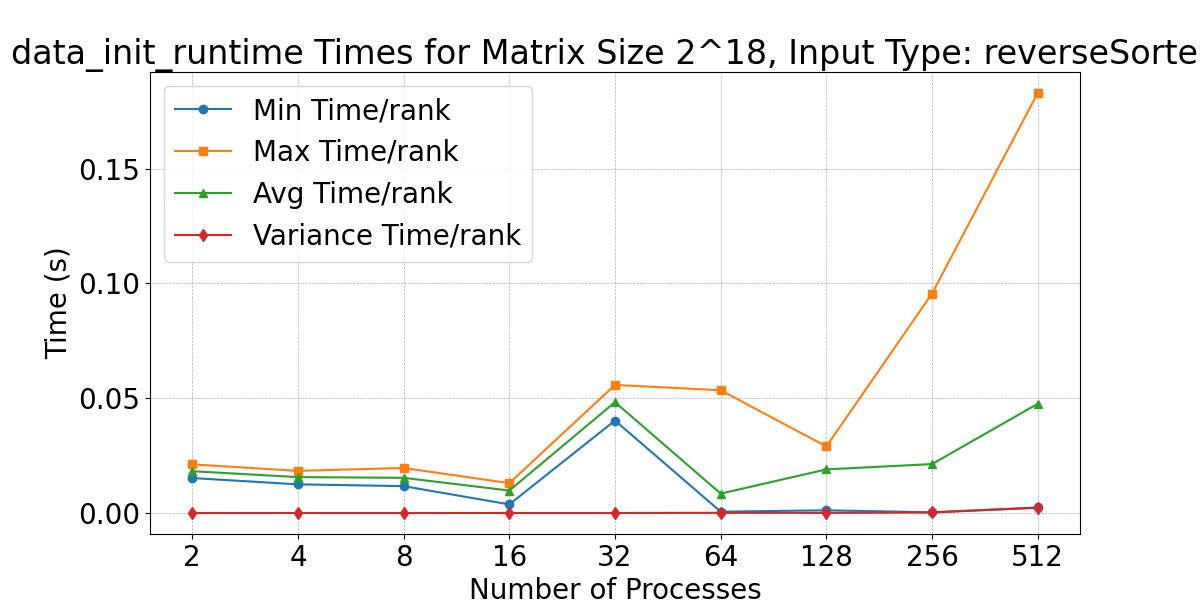 data_init_runtime Times for Matrix Size 2^18, Input Type: reverseSorte
Min Time/rank
Max Time/rank
Avg Time/rank
Variance Time/rank
Time (s)
0.15
0.10
0.05
0.00
2 4 8 16 32 64 128 256 512
Number of Processes